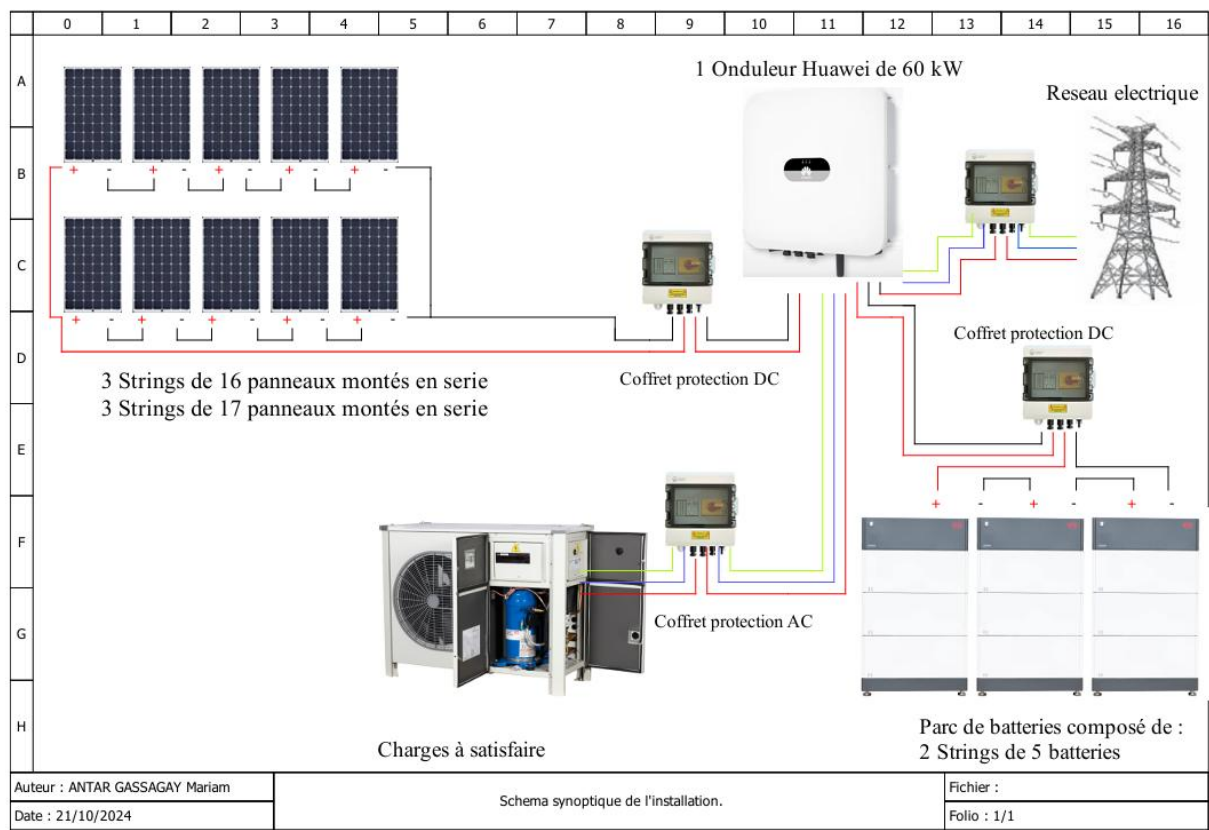 0 1 2 3 4 5 6 7 8 9 10 11 12 13 14 15 16
A
B
C
D
E
F
G
H
1 Onduleur Huawei de 60 kW
Reseau electrique
+ - + - + - + - + -
+ - + - + - + - + -
Coffret protection DC
Coffret protection DC
3 Strings de 16 panneaux montés en serie
3 Strings de 17 panneaux montés en serie
+ - + - + -
Coffret protection AC
Charges à satisfaire
Parc de batteries composé de :
2 Strings de 5 batteries
Auteur : ANTAR GASSAGAY Mariam
Date : 21/10/2024
Schema synoptique de l'installation.
Fichier :
Folio : 1/1